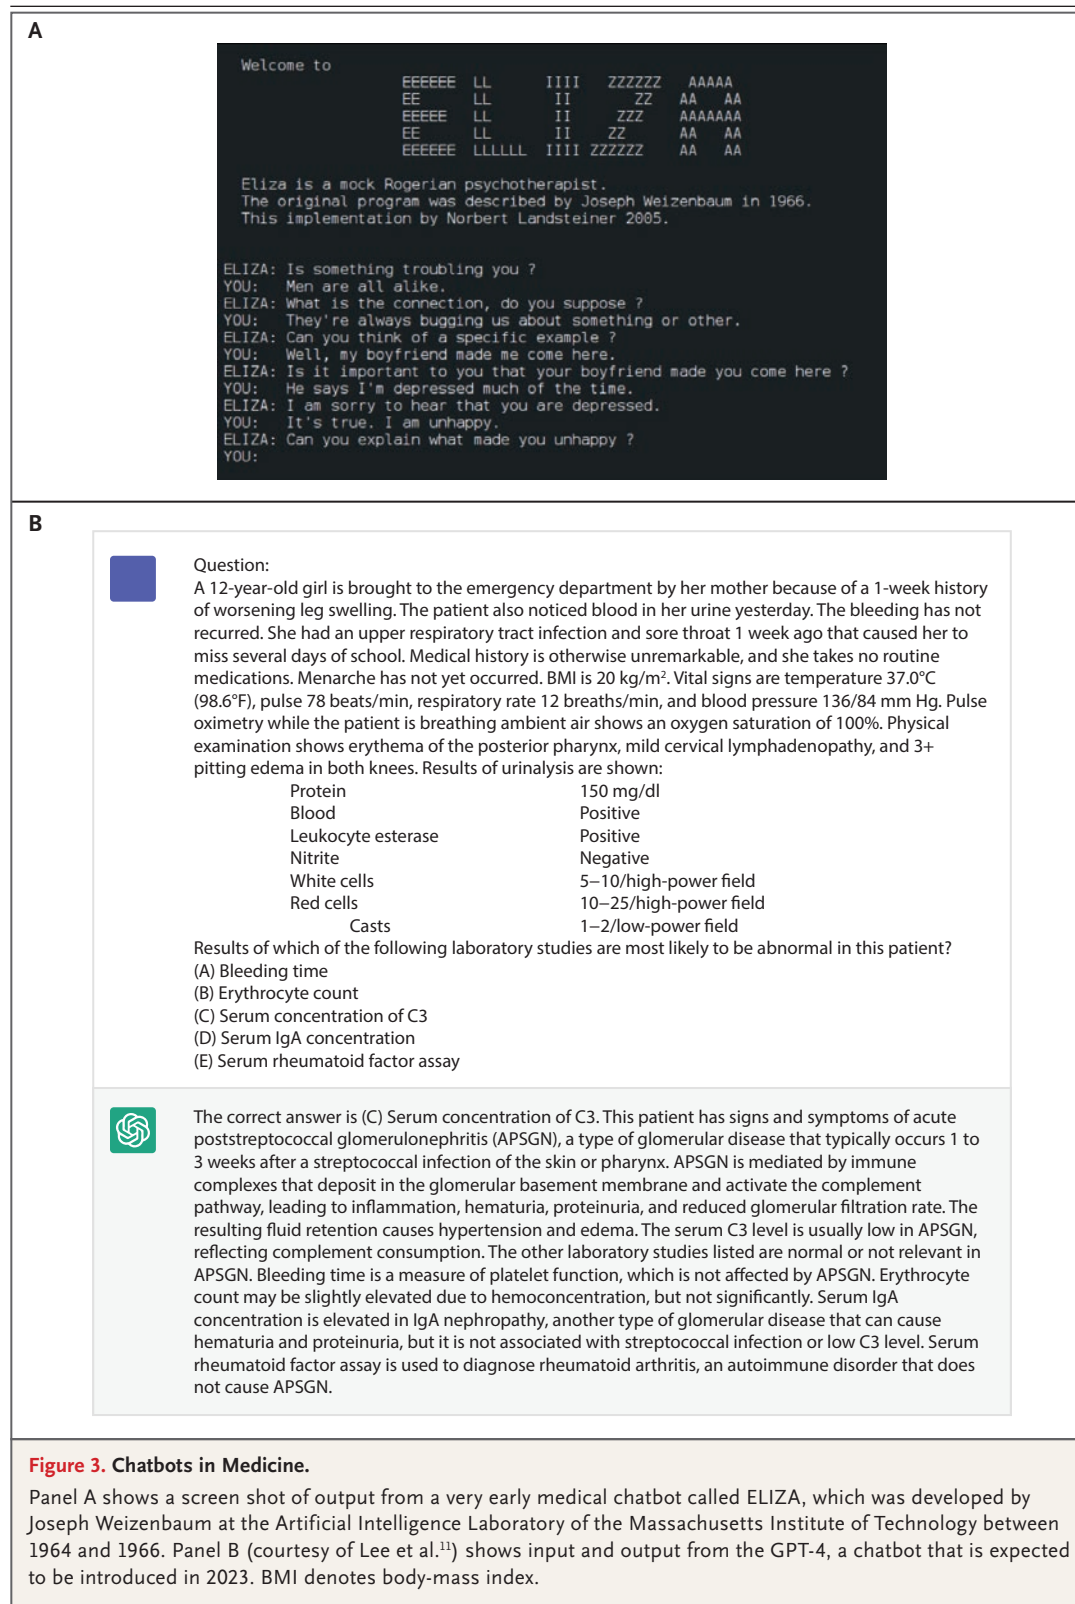 A
Welcome to
EEEEEE LL IIII ZZZZZZ AAAAA
EE LL II ZZ AA AA
EEEEE LL II ZZZ AAAAAAA
EE LL II ZZ AA AA
EEEEEE LLLLLL IIII ZZZZZZ AA AA
Eliza is a mock Rogerian psychotherapist.
The original program was described by Joseph Weizenbaum in 1966.
This implementation by Norbert Landsteiner 2005.
ELIZA: Is something troubling you ?
YOU: Men are all alike.
ELIZA: What is the connection, do you suppose ?
YOU: They're always bugging us about something or other.
ELIZA: Can you think of a specific example ?
YOU: Well, my boyfriend made me come here.
ELIZA: Is it important to you that your boyfriend made you come here ?
YOU: He says I'm depressed much of the time.
ELIZA: I am sorry to hear that you are depressed.
YOU: It's true. I am unhappy.
ELIZA: Can you explain what made you unhappy ?
YOU:
B
Question:
A 12-year-old girl is brought to the emergency department by her mother because of a 1-week history
of worsening leg swelling. The patient also noticed blood in her urine yesterday. The bleeding has not
recurred. She had an upper respiratory tract infection and sore throat 1 week ago that caused her to
miss several days of school. Medical history is otherwise unremarkable, and she takes no routine
medications. Menarche has not yet occurred. BMI is 20 kg/m². Vital signs are temperature 37.0°C
(98.6°F), pulse 78 beats/min, respiratory rate 12 breaths/min, and blood pressure 136/84 mm Hg. Pulse
oximetry while the patient is breathing ambient air shows an oxygen saturation of 100%. Physical
examination shows erythema of the posterior pharynx, mild cervical lymphadenopathy, and 3+
pitting edema in both knees. Results of urinalysis are shown:
Protein 150 mg/dl
Blood Positive
Leukocyte esterase Positive
Nitrite Negative
White cells 5–10/high-power field
Red cells 10–25/high-power field
Casts 1–2/low-power field
Results of which of the following laboratory studies are most likely to be abnormal in this patient?
(A) Bleeding time
(B) Erythrocyte count
(C) Serum concentration of C3
(D) Serum IgA concentration
(E) Serum rheumatoid factor assay
The correct answer is (C) Serum concentration of C3. This patient has signs and symptoms of acute
poststreptococcal glomerulonephritis (APSGN), a type of glomerular disease that typically occurs 1 to
3 weeks after a streptococcal infection of the skin or pharynx. APSGN is mediated by immune
complexes that deposit in the glomerular basement membrane and activate the complement
pathway, leading to inflammation, hematuria, proteinuria, and reduced glomerular filtration rate. The
resulting fluid retention causes hypertension and edema. The serum C3 level is usually low in APSGN,
reflecting complement consumption. The other laboratory studies listed are normal or not relevant in
APSGN. Bleeding time is a measure of platelet function, which is not affected by APSGN. Erythrocyte
count may be slightly elevated due to hemoconcentration, but not significantly. Serum IgA
concentration is elevated in IgA nephropathy, another type of glomerular disease that can cause
hematuria and proteinuria, but it is not associated with streptococcal infection or low C3 level. Serum
rheumatoid factor assay is used to diagnose rheumatoid arthritis, an autoimmune disorder that does
not cause APSGN.
Figure 3. Chatbots in Medicine.
Panel A shows a screen shot of output from a very early medical chatbot called ELIZA, which was developed by
Joseph Weizenbaum at the Artificial Intelligence Laboratory of the Massachusetts Institute of Technology between
1964 and 1966. Panel B (courtesy of Lee et al.¹¹) shows input and output from the GPT-4, a chatbot that is expected
to be introduced in 2023. BMI denotes body-mass index.